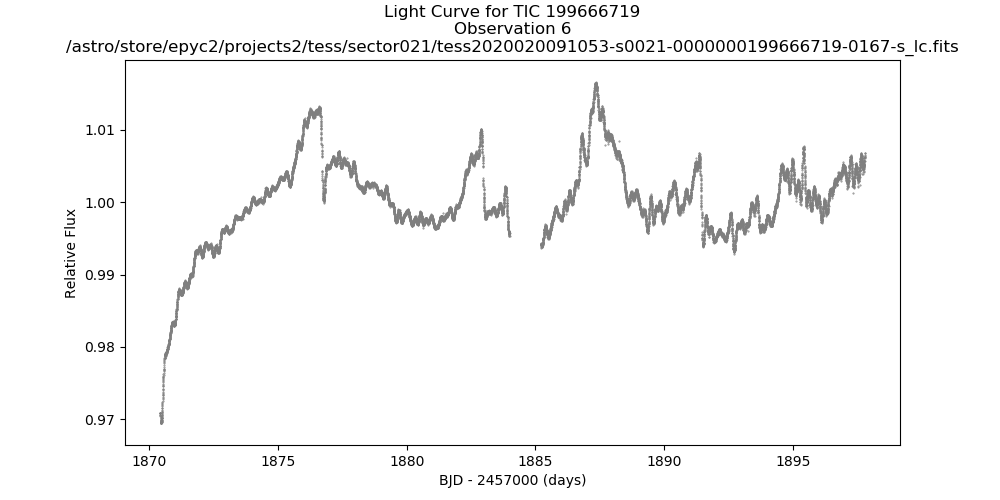 Light Curve for TIC 199666719
Observation 6
/astro/store/epyc2/projects2/tess/sector021/tess2020020091053-s0021-0000000199666719-0167-s_lc.fits
1.01
1.00
0.99
0.98
0.97
Relative Flux
1870 1875 1880 1885 1890 1895
BJD - 2457000 (days)